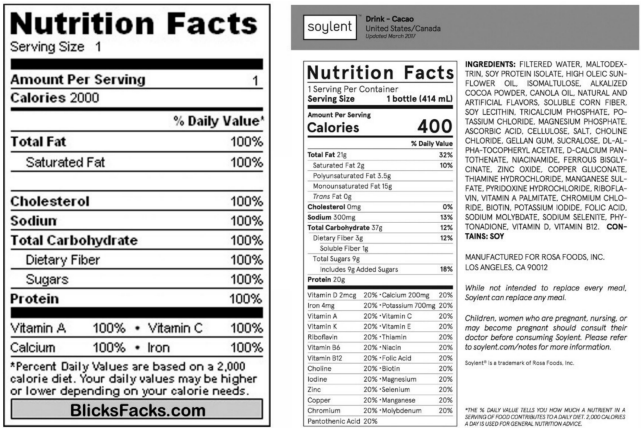 Nutrition Facts
Serving Size 1
Amount Per Serving 1
Calories 2000
% Daily Value*
Total Fat 100%
Saturated Fat 100%
Cholesterol 100%
Sodiun 100%
Total Carbohydrate 100%
Dietary Fiber 100%
Sugars 100%
Protein 100%
Vitamin A 100% • Vitamin C 100%
Calcium 100% • Iron 100%
*Percent Daily Values are based on a 2,000
calorie diet. Your daily values may be higher
or lower depending on your calorie needs.
BlicksFacks.com
soylent
Drink - Cacao
United States/Canada
Updated March 2017
Nutrition Facts
1 Serving Per Container
Serving Size 1 bottle (414 mL)
Amount Per Serving
Calories 400
% Daily Value
Total Fat 21g 32%
Saturated Fat 2g 10%
Polyunsaturated Fat 3.5g
Monounsaturated Fat 15g
Trans Fat 0g
Cholesterol 0mg 0%
Sodium 300mg 13%
Total Carbohydrate 37g 12%
Dietary Fiber 3g 12%
Soluble Fiber 1g
Total Sugars 9g
Includes 9g Added Sugars 18%
Protein 20g
Vitamin D 2mcg 20% • Calcium 200mg 20%
Iron 4mg 20% • Potassium 700mg 20%
Vitamin A 20% • Vitamin C 20%
Vitamin K 20% • Vitamin E 20%
Riboflavin 20% • Thiamin 20%
Vitamin B6 20% • Niacin 20%
Vitamin B12 20% • Folic Acid 20%
Choline 20% • Biotin 20%
Iodine 20% • Magnesium 20%
Zinc 20% • Selenium 20%
Copper 20% • Manganese 20%
Chromium 20% • Molybdenum 20%
Pantothenic Acid 20%
INGREDIENTS: FILTERED WATER, MALTODEX-
TRIN, SOY PROTEIN ISOLATE, HIGH OLEIC SUN-
FLOWER OIL, ISOMALTULOSE, ALKALIZED
COCOA POWDER, CANOLA OIL, NATURAL AND
ARTIFICIAL FLAVORS, SOLUBLE CORN FIBER,
SOY LECITHIN, TRICALCIUM PHOSPHATE, PO-
TASSIUM CHLORIDE, MAGNESIUM PHOSPHATE,
ASCORBIC ACID, CELLULOSE, SALT, CHOLINE
CHLORIDE, GELLAN GUM, SUCRALOSE, DL-AL-
PHA-TOCOPHERYL ACETATE, D-CALCIUM PAN-
TOTHENATE, NIACINAMIDE, FERROUS BISGLY-
CINATE, ZINC OXIDE, COPPER GLUCONATE,
THIAMINE HYDROCHLORIDE, MANGANESE SUL-
FATE, PYRIDOXINE HYDROCHLORIDE, RIBOFLA-
VIN, VITAMIN A PALMITATE, CHROMIUM CHLO-
RIDE, BIOTIN, POTASSIUM IODIDE, FOLIC ACID,
SODIUM MOLYBDATE, SODIUM SELENITE, PHY-
TONADIONE, VITAMIN D, VITAMIN B12. CON-
TAINS: SOY
MANUFACTURED FOR ROSA FOODS, INC.
LOS ANGELES, CA 90012
While not intended to replace every meal,
Soylent can replace any meal.
Children, women who are pregnant, nursing, or
may become pregnant should consult their
doctor before consuming Soylent. Please refer
to soylent.com/notes for more information.
Soylent® is a trademark of Rosa Foods, Inc.
*THE % DAILY VALUE TELLS YOU HOW MUCH A NUTRIENT IN A
SERVING OF FOOD CONTRIBUTES TO A DAILY DIET. 2,000 CALORIES
A DAY IS USED FOR GENERAL NUTRITION ADVICE.